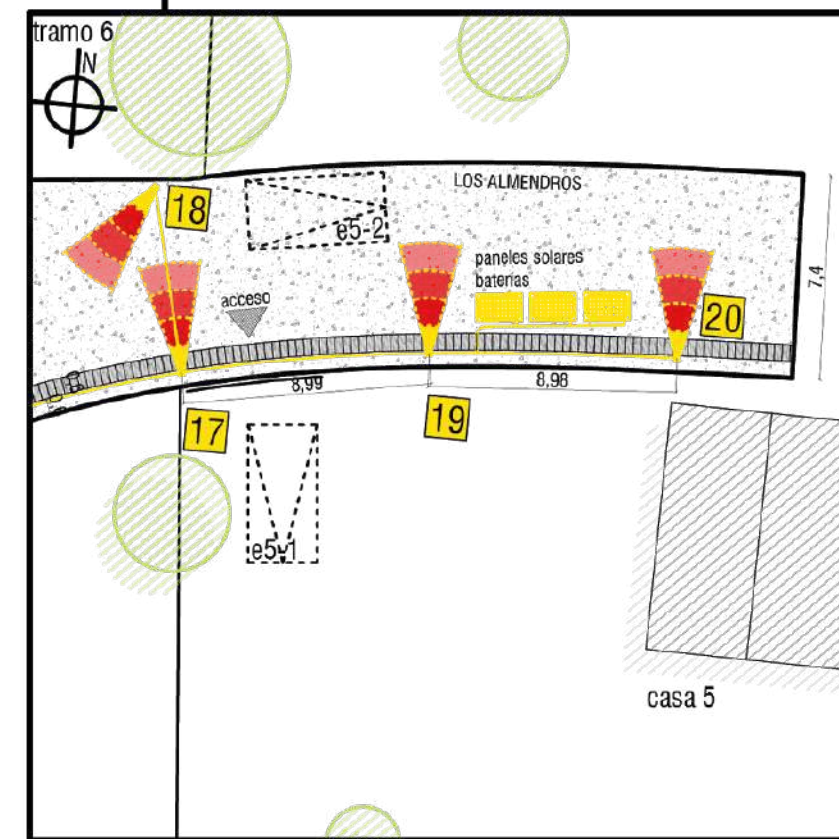 tramo 6
N
LOS ALMENDROS
18
e5-2
paneles solares
baterias
acceso
7,4
20
8,99
8,98
17
19
e5-1
casa 5